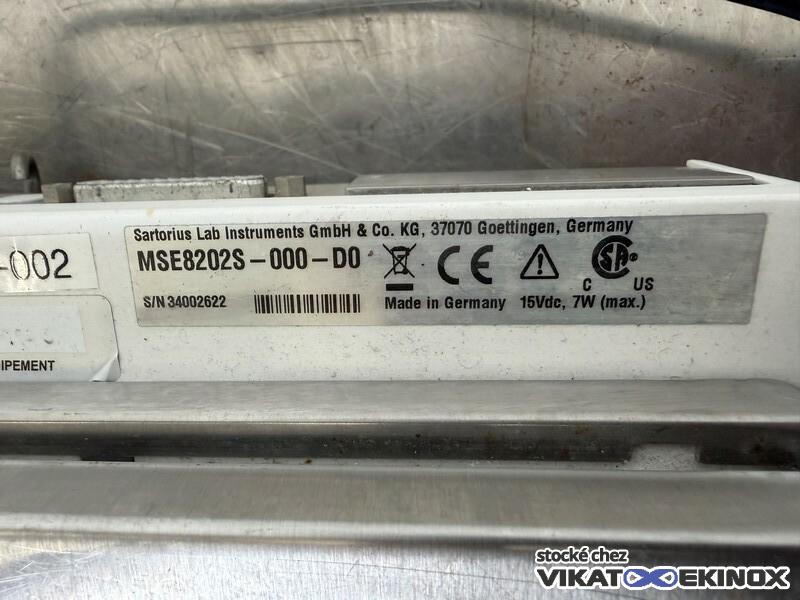 Sartorius Lab Instruments GmbH & Co. KG, 37070 Goettingen, Germany
MSE8202S-000-D0
C US
S/N 34002622
Made in Germany 15Vdc, 7W (max.)
-002
IPEMENT
stocké chez
VIKAT EKINOX